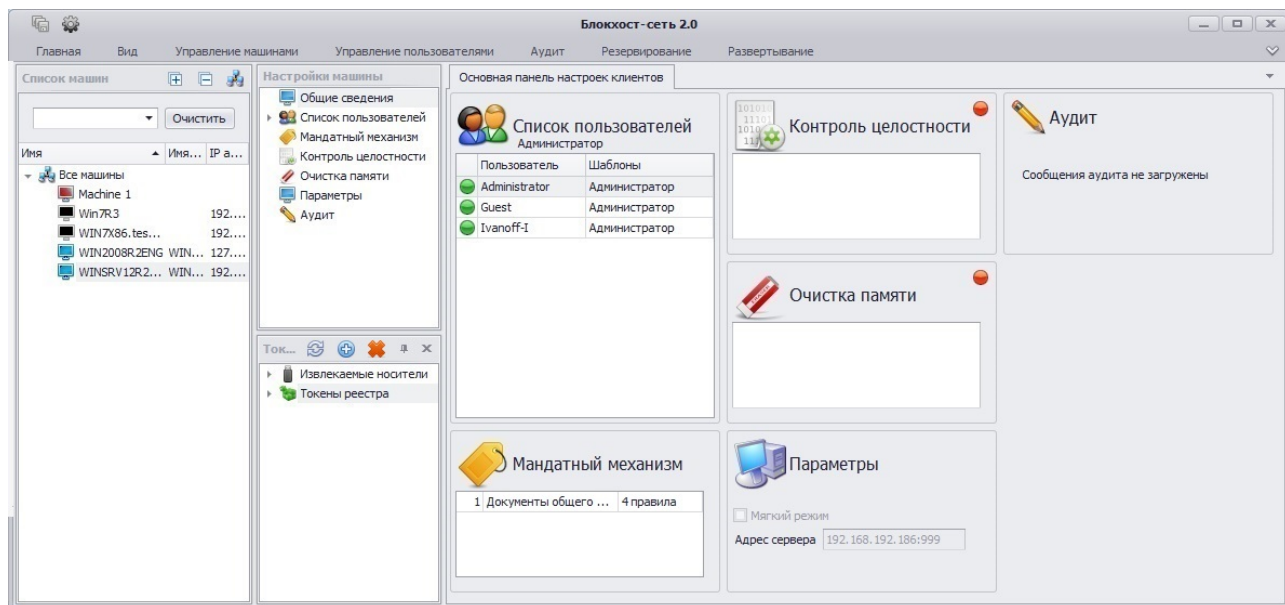 Блокхост-сеть 2.0
Главная Вид Управление машинами Управление пользователями Аудит Резервирование Развертывание
Список машин
Очистить
Имя Имя... IP а...
Все машины
Machine 1
Win7R3 192....
WIN7X86.tes... 192....
WIN2008R2ENG WIN... 127....
WINSRV12R2... WIN... 192....
Настройки машины
Общие сведения
Список пользователей
Мандатный механизм
Контроль целостности
Очистка памяти
Параметры
Аудит
Ток...
Извлекаемые носители
Токены реестра
Основная панель настроек клиентов
Список пользователей
Администратор
Пользователь Шаблоны
Administrator Администратор
Guest Администратор
Ivanoff-I Администратор
Контроль целостности
Аудит
Сообщения аудита не загружены
Очистка памяти
Мандатный механизм
1 Документы общего ... 4 правила
Параметры
Мягкий режим
Адрес сервера 192.168.192.186:999